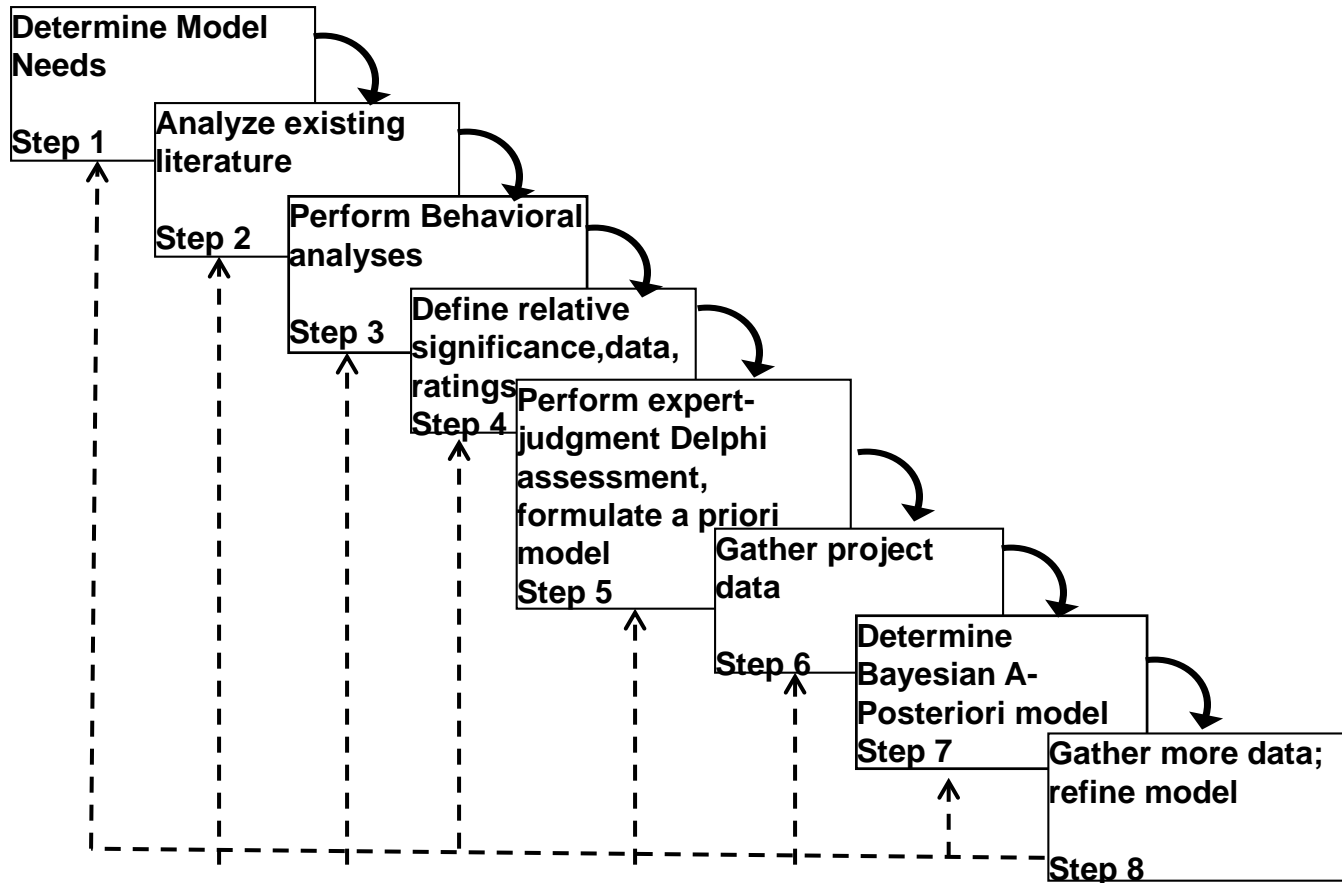 Determine Model
Needs
Step 1
Analyze existing
literature
Step 2
Perform Behavioral
analyses
Step 3
Define relative
significance,data,
ratings
Step 4
Perform expert-
judgment Delphi
assessment,
formulate a priori
model
Step 5
Gather project
data
Step 6
Determine
Bayesian A-
Posteriori model
Step 7
Gather more data;
refine model
Step 8